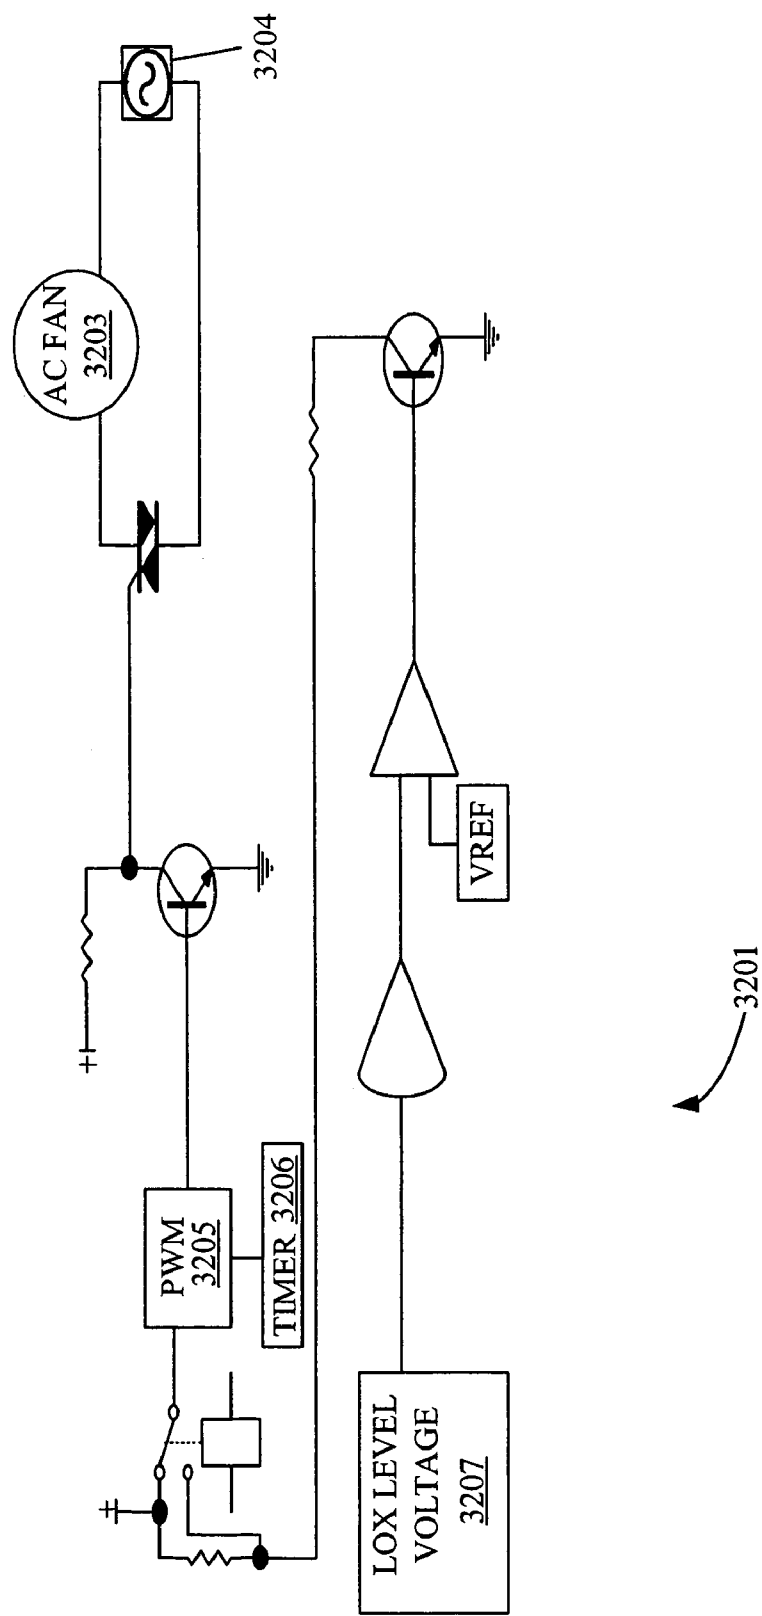 AC FAN
3203
3204
PWM
3205
TIMER 3206
LOX LEVEL
VOLTAGE
3207
VREF
3201